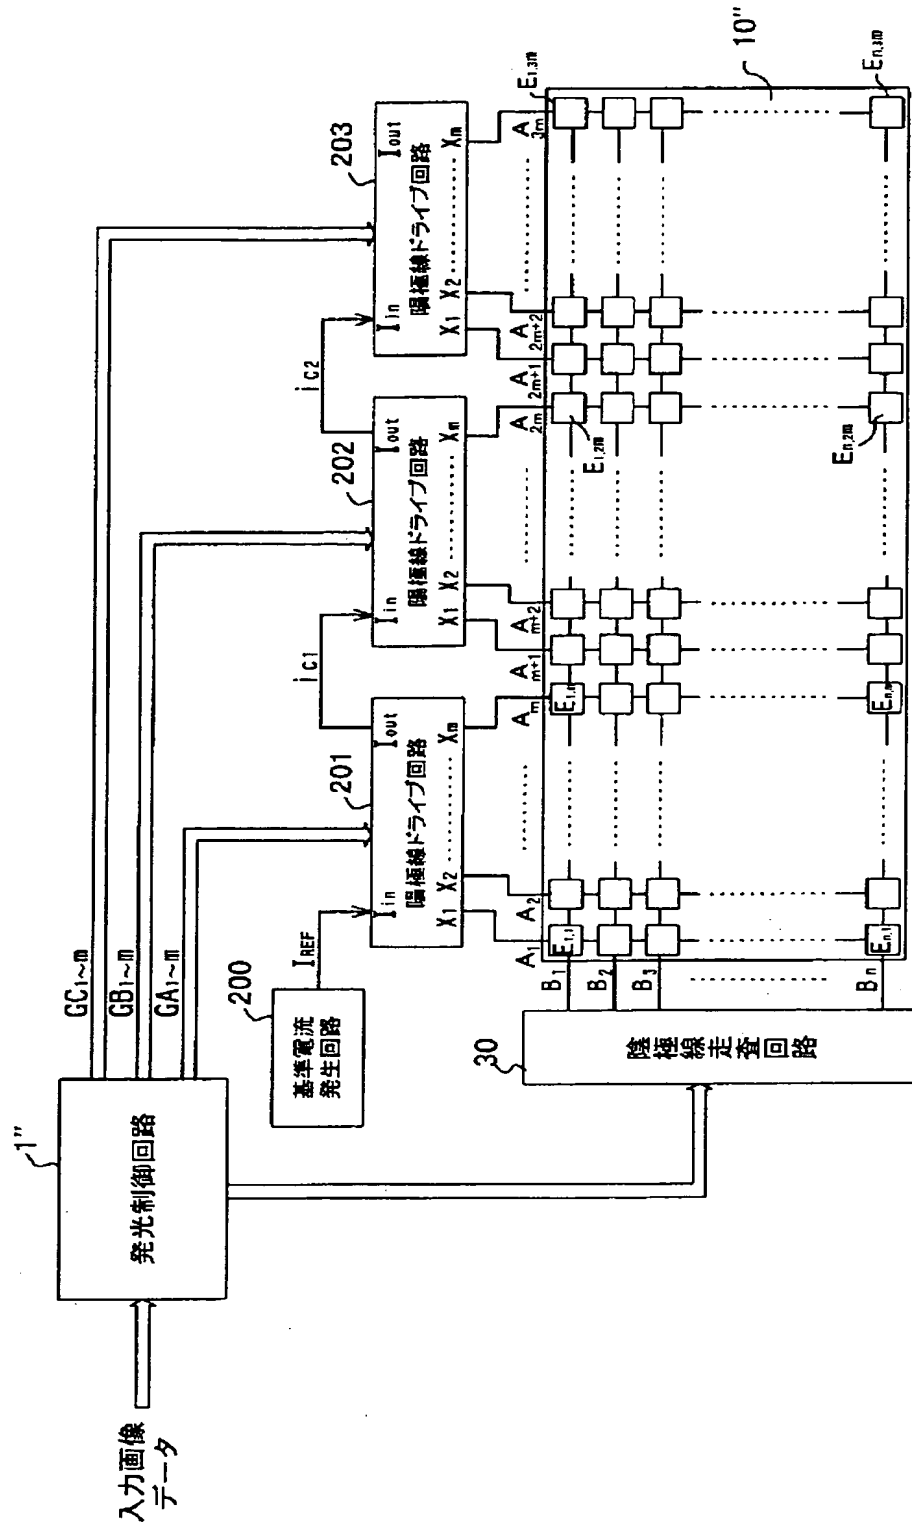 入力画像
データ
1"
発光制御回路
GC1~m
GB1~m
GA1~m
200
基準電流
発生回路
IREF
201
Iin
Iout
陽極線ドライブ回路
X1 X2 ········· Xm
iC1
202
Iin
Iout
陽極線ドライブ回路
X1 X2 ········· Xm
iC2
203
Iin
Iout
陽極線ドライブ回路
X1 X2 ········· Xm
30
陰極線走査回路
A1 A2 ········ Am Am+1 Am+2 ········ A2m A2m+1 A2m+2 ········ A3m
B1
B2
B3
Bn
E1,1
E1,m
E1,2m
E1,3m
En,1
En,m
En,2m
En,3m
10"